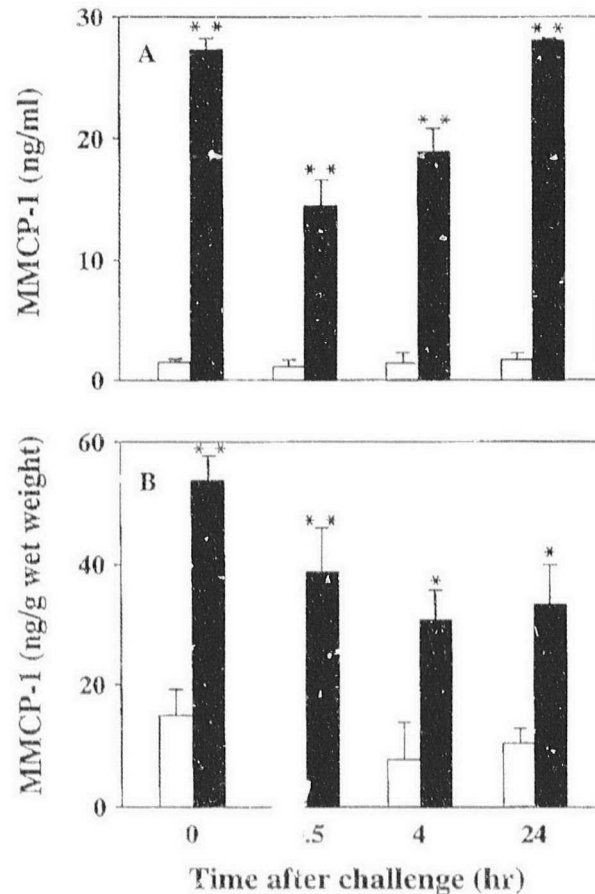 30
* *
* *
A
* *
20
* *
10
0
MMCP-1 (ng/ml)
60
* *
B
* *
*
*
40
20
0
MMCP-1 (ng/g wet weight)
0 .5 4 24
Time after challenge (hr)